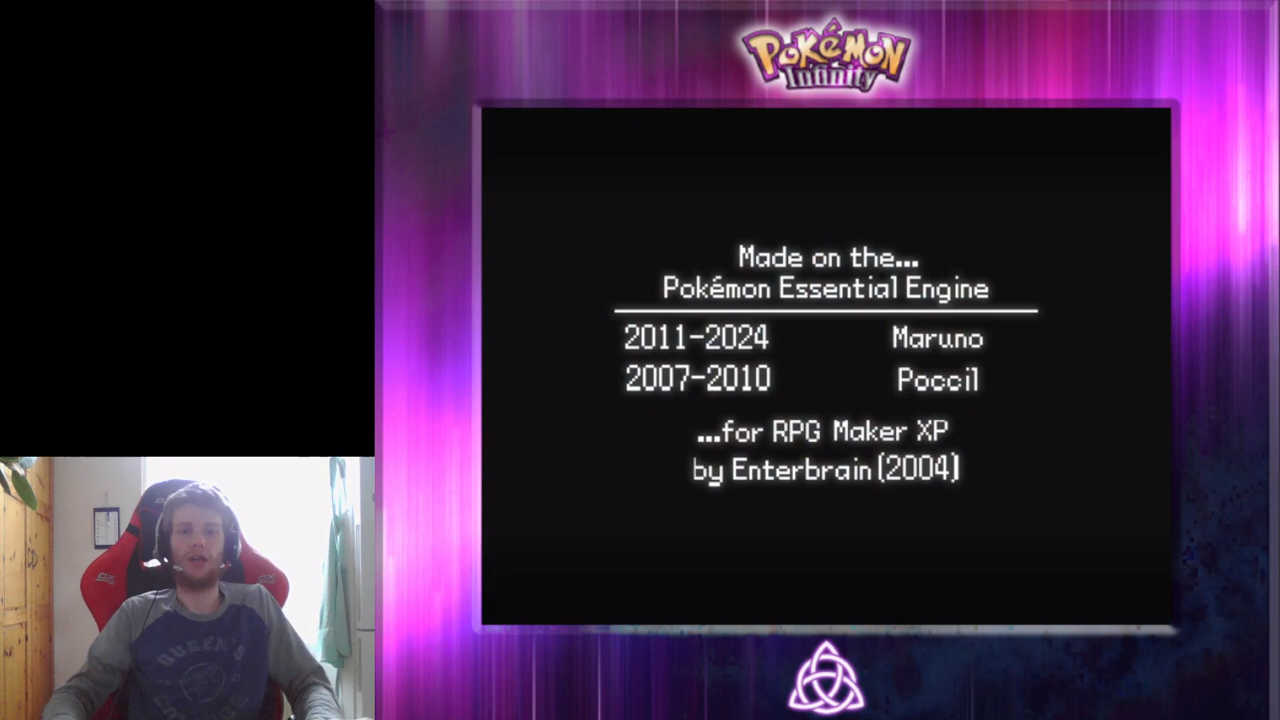 POKéMON
Infinity
Made on the...
Pokémon Essential Engine
2011-2024 Maruno
2007-2010 Poccil
...for RPG Maker XP
by Enterbrain (2004)
QUEEN'S